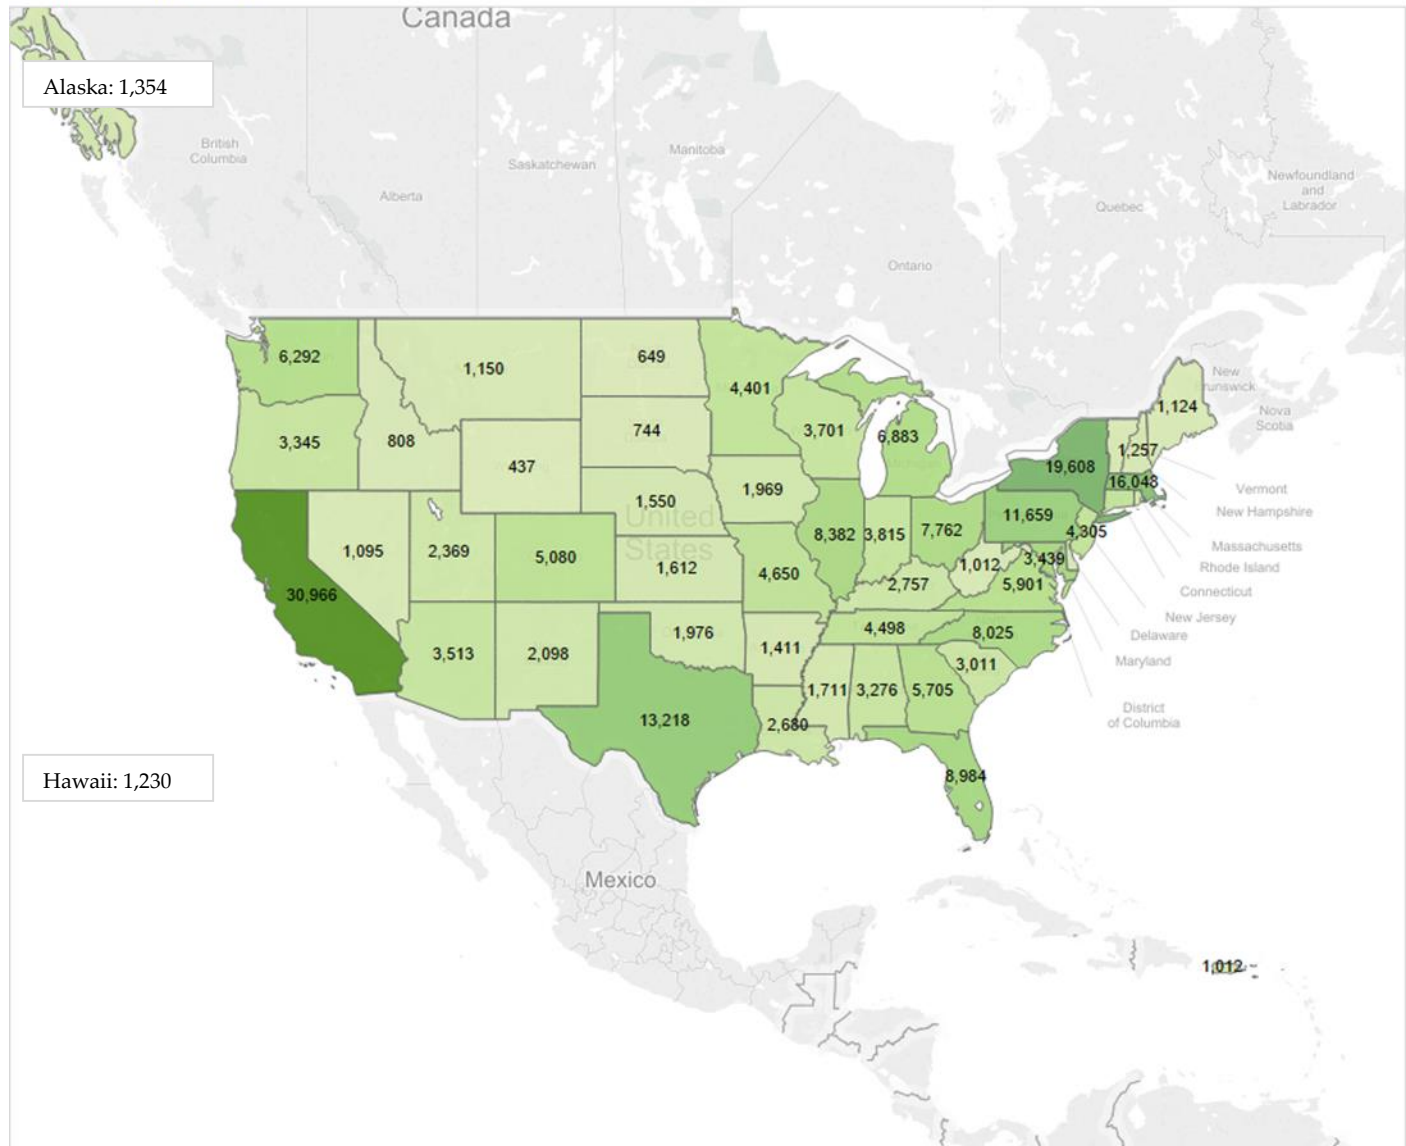 Canada
Alaska: 1,354
British
Columbia
Alberta
Saskatchewan
Manitoba
Ontario
Quebec
Newfoundland
and
Labrador
New
Brunswick
Nova
Scotia
6,292
1,150
649
4,401
3,701
6,883
1,124
3,345
808
437
744
1,969
19,608
1,257
16,048
1,550
United
States
8,382
3,815
7,762
11,659
4,305
1,095
2,369
5,080
1,612
4,650
2,757
1,012
3,439
5,901
30,966
3,513
2,098
1,976
1,411
4,498
8,025
3,011
13,218
2,680
1,711
3,276
5,705
8,984
Vermont
New Hampshire
Massachusetts
Rhode Island
Connecticut
New Jersey
Delaware
Maryland
District
of Columbia
Hawaii: 1,230
Mexico
1,012